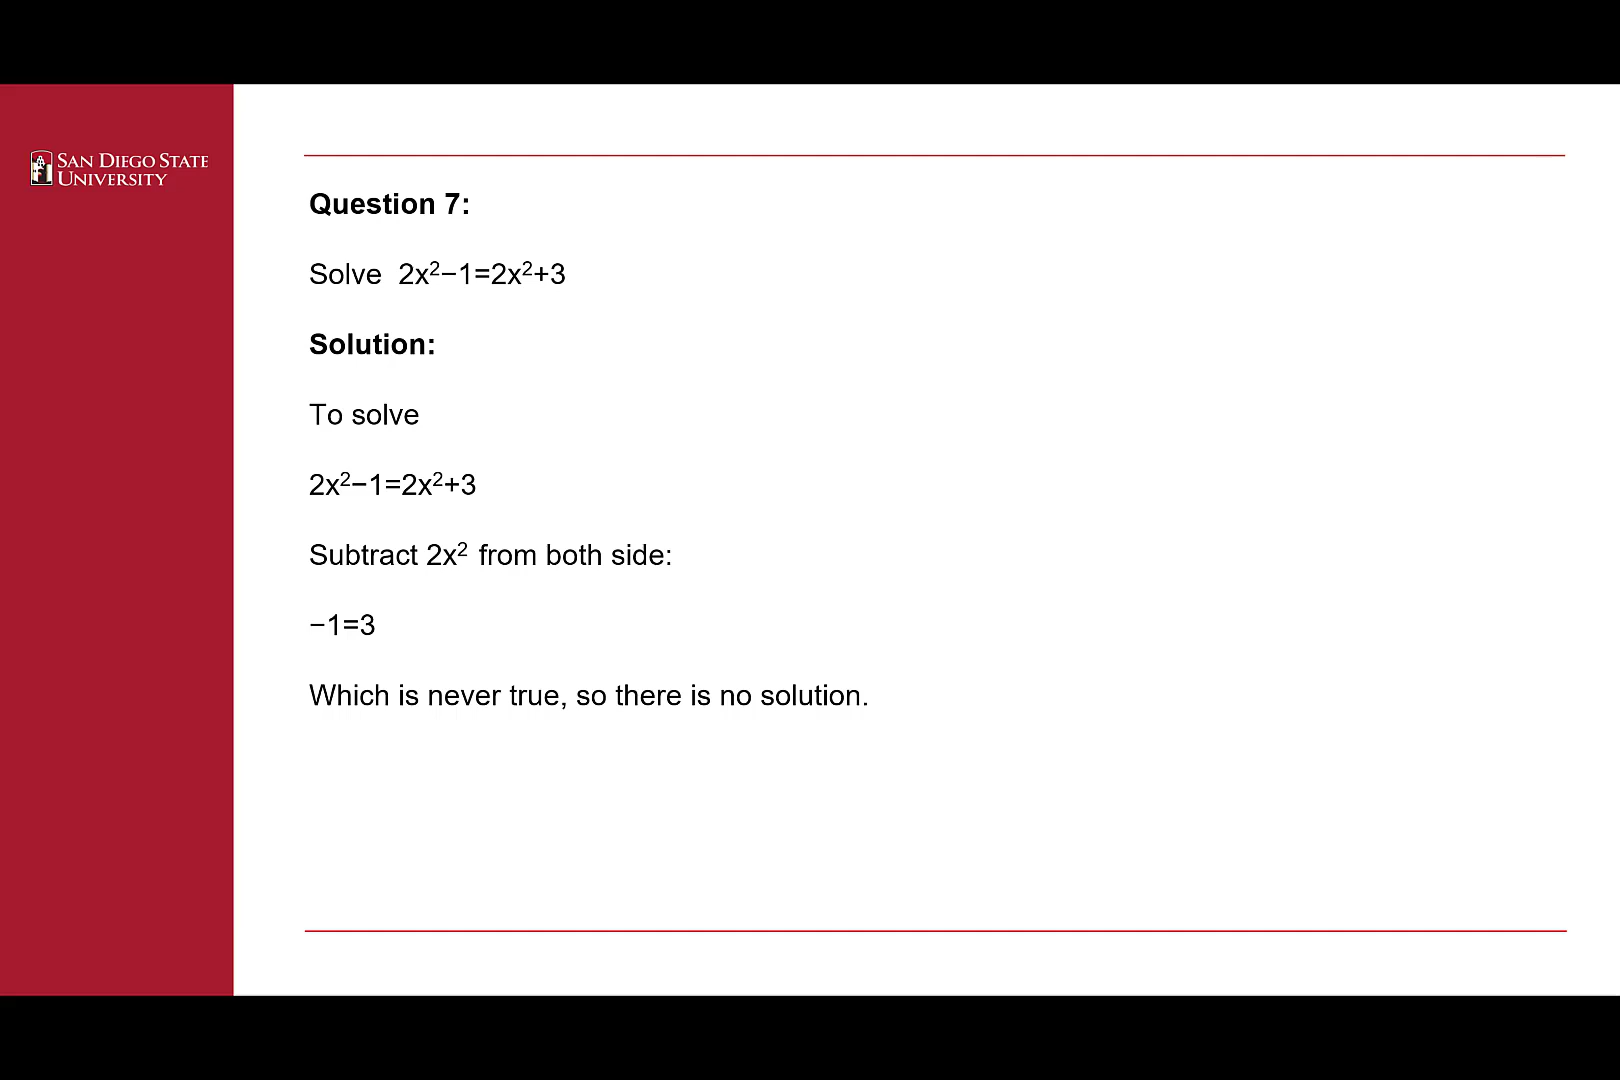 SAN DIEGO STATE
UNIVERSITY
Question 7:
Solve 2x²−1=2x²+3
Solution:
To solve
2x²−1=2x²+3
Subtract 2x² from both side:
−1=3
Which is never true, so there is no solution.